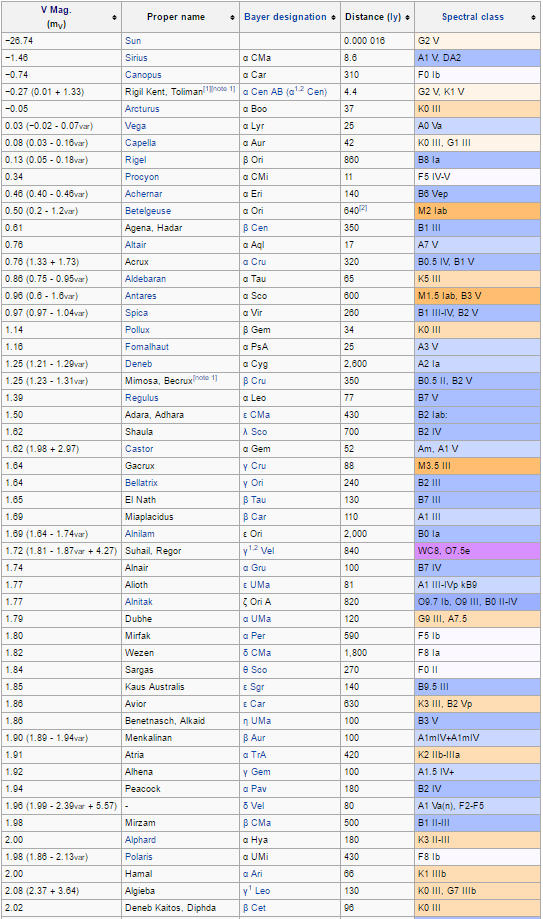 V Mag. (mV) Proper name Bayer designation Distance (ly) Spectral class
−26.74 Sun 0.000 016 G2 V
−1.46 Sirius α CMa 8.6 A1 V, DA2
−0.74 Canopus α Car 310 F0 Ib
−0.27 (0.01 + 1.33) Rigil Kent, Toliman[1][note 1] α Cen AB (α1,2 Cen) 4.4 G2 V, K1 V
−0.05 Arcturus α Boo 37 K0 III
0.03 (−0.02 - 0.07var) Vega α Lyr 25 A0 Va
0.08 (0.03 - 0.16var) Capella α Aur 42 K0 III, G1 III
0.13 (0.05 - 0.18var) Rigel β Ori 860 B8 Ia
0.34 Procyon α CMi 11 F5 IV-V
0.46 (0.40 - 0.46var) Achernar α Eri 140 B6 Vep
0.50 (0.2 - 1.2var) Betelgeuse α Ori 640[2] M2 Iab
0.61 Agena, Hadar β Cen 350 B1 III
0.76 Altair α Aql 17 A7 V
0.76 (1.33 + 1.73) Acrux α Cru 320 B0.5 IV, B1 V
0.86 (0.75 - 0.95var) Aldebaran α Tau 65 K5 III
0.96 (0.6 - 1.6var) Antares α Sco 600 M1.5 Iab, B3 V
0.97 (0.97 - 1.04var) Spica α Vir 260 B1 III-IV, B2 V
1.14 Pollux β Gem 34 K0 III
1.16 Fomalhaut α PsA 25 A3 V
1.25 (1.21 - 1.29var) Deneb α Cyg 2,600 A2 Ia
1.25 (1.23 - 1.31var) Mimosa, Becrux[note 1] β Cru 350 B0.5 II, B2 V
1.39 Regulus α Leo 77 B7 V
1.50 Adara, Adhara ε CMa 430 B2 Iab:
1.62 Shaula λ Sco 700 B2 IV
1.62 (1.98 + 2.97) Castor α Gem 52 Am, A1 V
1.64 Gacrux γ Cru 88 M3.5 III
1.64 Bellatrix γ Ori 240 B2 III
1.65 El Nath β Tau 130 B7 III
1.69 Miaplacidus β Car 110 A1 III
1.69 (1.64 - 1.74var) Alnilam ε Ori 2,000 B0 Ia
1.72 (1.81 - 1.87var + 4.27) Suhail, Regor γ1,2 Vel 840 WC8, O7.5e
1.74 Alnair α Gru 100 B7 IV
1.77 Alioth ε UMa 81 A1 III-IVp kB9
1.77 Alnitak ζ Ori A 820 O9.7 Ib, O9 III, B0 II-IV
1.79 Dubhe α UMa 120 G9 III, A7.5
1.80 Mirfak α Per 590 F5 Ib
1.82 Wezen δ CMa 1,800 F8 Ia
1.84 Sargas θ Sco 270 F0 II
1.85 Kaus Australis ε Sgr 140 B9.5 III
1.86 Avior ε Car 630 K3 III, B2 Vp
1.86 Benetnasch, Alkaid η UMa 100 B3 V
1.90 (1.89 - 1.94var) Menkalinan β Aur 100 A1mIV+A1mIV
1.91 Atria α TrA 420 K2 IIb-IIIa
1.92 Alhena γ Gem 100 A1.5 IV+
1.94 Peacock α Pav 180 B2 IV
1.96 (1.99 - 2.39var + 5.57) - δ Vel 80 A1 Va(n), F2-F5
1.98 Mirzam β CMa 500 B1 II-III
2.00 Alphard α Hya 180 K3 II-III
1.98 (1.86 - 2.13var) Polaris α UMi 430 F8 Ib
2.00 Hamal α Ari 66 K1 IIIb
2.08 (2.37 + 3.64) Algieba γ1 Leo 130 K0 III, G7 IIIb
2.02 Deneb Kaitos, Diphda β Cet 96 K0 III